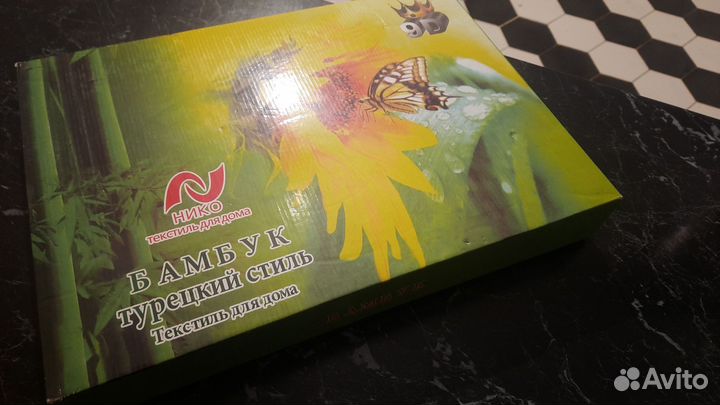 НИКО
текстиль для дома
БАМБУК
турецкий стиль
Текстиль для дома
Avito